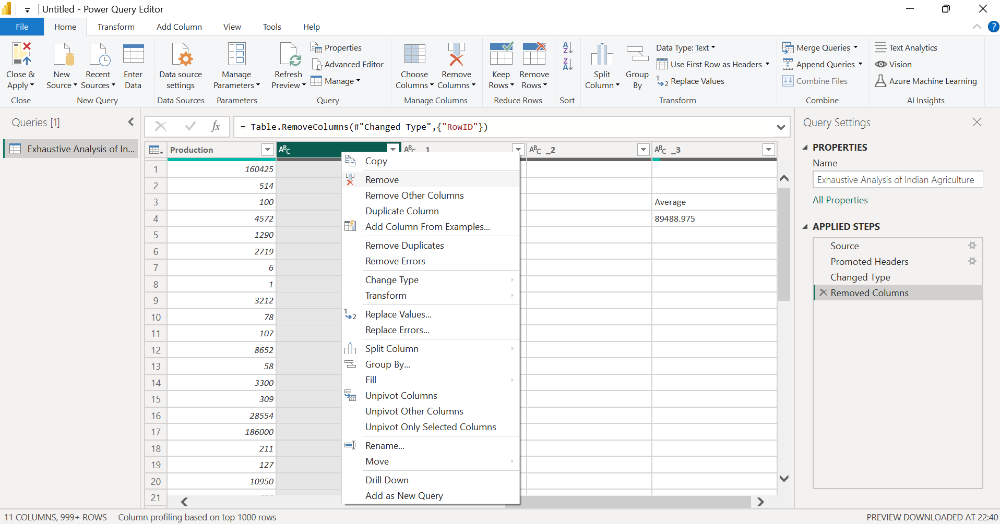 Untitled - Power Query Editor
File Home Transform Add Column View Tools Help
Close & Apply
Close
New Source
Recent Sources
Enter Data
New Query
Data source settings
Data Sources
Manage Parameters
Parameters
Refresh Preview
Properties
Advanced Editor
Manage
Query
Choose Columns
Remove Columns
Manage Columns
Keep Rows
Remove Rows
Reduce Rows
Sort
Split Column
Group By
Data Type: Text
Use First Row as Headers
Replace Values
Transform
Merge Queries
Append Queries
Combine Files
Combine
Text Analytics
Vision
Azure Machine Learning
AI Insights
Queries [1]
Exhaustive Analysis of In...
fx = Table.RemoveColumns(#"Changed Type",{"RowID"})
Production ABC ABC _1 ABC _2 ABC _3
1 160425
2 514
3 100 Average
4 4572 89488.975
5 1290
6 2719
7 6
8 1
9 3212
10 78
11 107
12 8652
13 58
14 3300
15 309
16 28554
17 186000
18 211
19 127
20 10950
21
Copy
Remove
Remove Other Columns
Duplicate Column
Add Column From Examples...
Remove Duplicates
Remove Errors
Change Type
Transform
Replace Values...
Replace Errors...
Split Column
Group By...
Fill
Unpivot Columns
Unpivot Other Columns
Unpivot Only Selected Columns
Rename...
Move
Drill Down
Add as New Query
Query Settings
PROPERTIES
Name
Exhaustive Analysis of Indian Agriculture
All Properties
APPLIED STEPS
Source
Promoted Headers
Changed Type
Removed Columns
11 COLUMNS, 999+ ROWS Column profiling based on top 1000 rows
PREVIEW DOWNLOADED AT 22:40